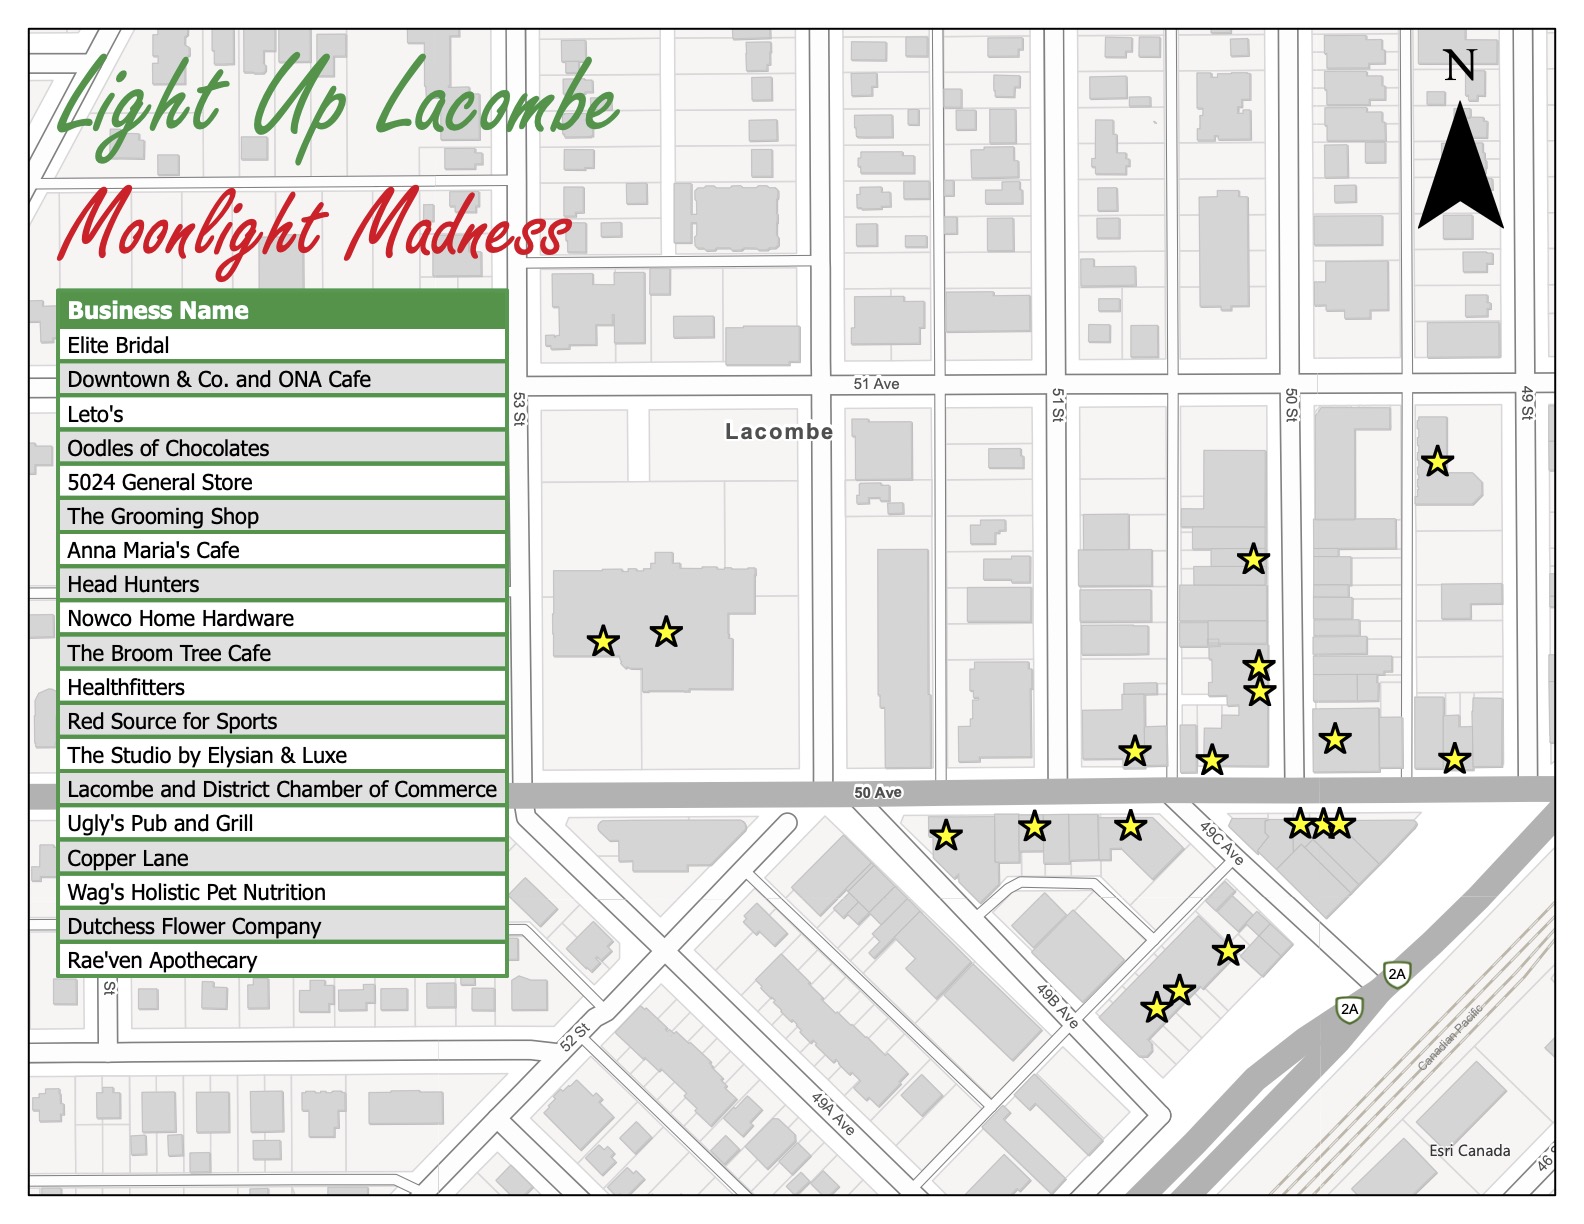 Light Up Lacombe
Moonlight Madness
N
Business Name
Elite Bridal
Downtown & Co. and ONA Cafe
Leto's
Oodles of Chocolates
5024 General Store
The Grooming Shop
Anna Maria's Cafe
Head Hunters
Nowco Home Hardware
The Broom Tree Cafe
Healthfitters
Red Source for Sports
The Studio by Elysian & Luxe
Lacombe and District Chamber of Commerce
Ugly's Pub and Grill
Copper Lane
Wag's Holistic Pet Nutrition
Dutchess Flower Company
Rae'ven Apothecary
51 Ave
53 St
51 St
50 St
49 St
Lacombe
50 Ave
49C Ave
2A
2A
St
49B Ave
52 St
Canadian Pacific
49A Ave
Esri Canada
46 S